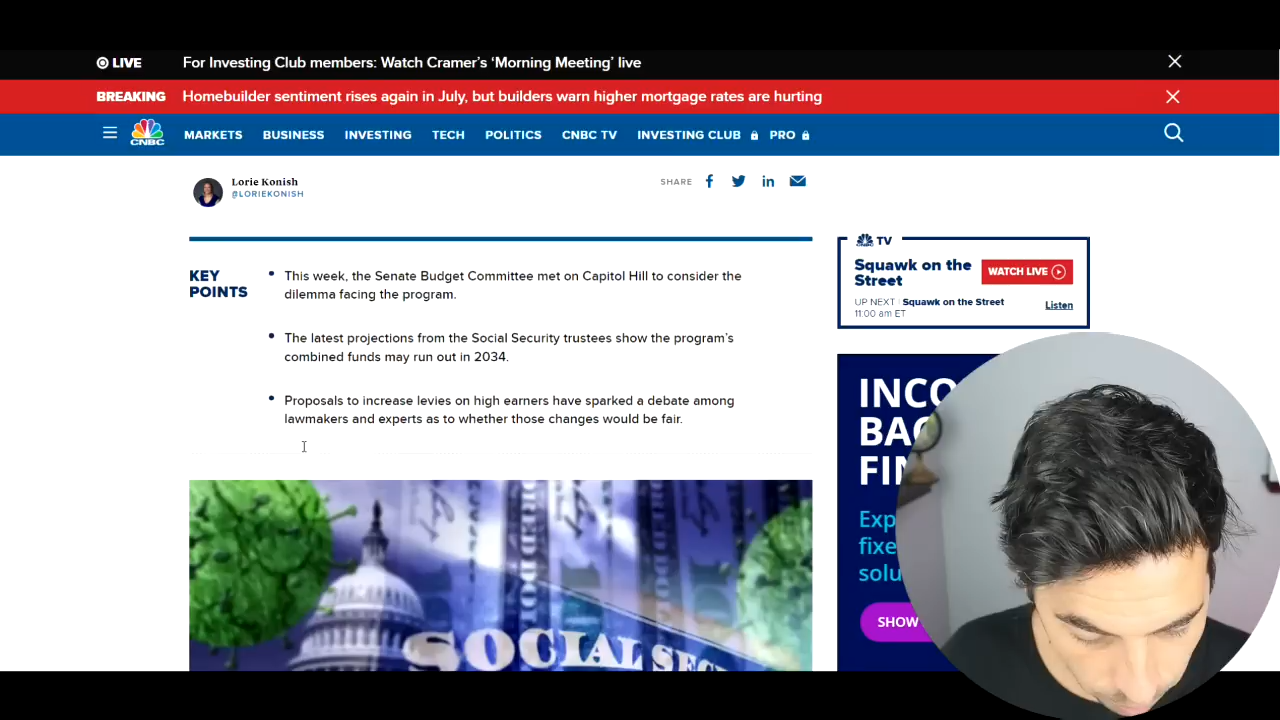 LIVE For Investing Club members: Watch Cramer's ‘Morning Meeting’ live
BREAKING Homebuilder sentiment rises again in July, but builders warn higher mortgage rates are hurting
CNBC MARKETS BUSINESS INVESTING TECH POLITICS CNBC TV INVESTING CLUB PRO
Lorie Konish
@LORIEKONISH
SHARE
KEY POINTS
This week, the Senate Budget Committee met on Capitol Hill to consider the
dilemma facing the program.
The latest projections from the Social Security trustees show the program's
combined funds may run out in 2034.
Proposals to increase levies on high earners have sparked a debate among
lawmakers and experts as to whether those changes would be fair.
TV
Squawk on the
Street
WATCH LIVE
UP NEXT | Squawk on the Street
11:00 am ET
Listen
SOCIAL
SHOW